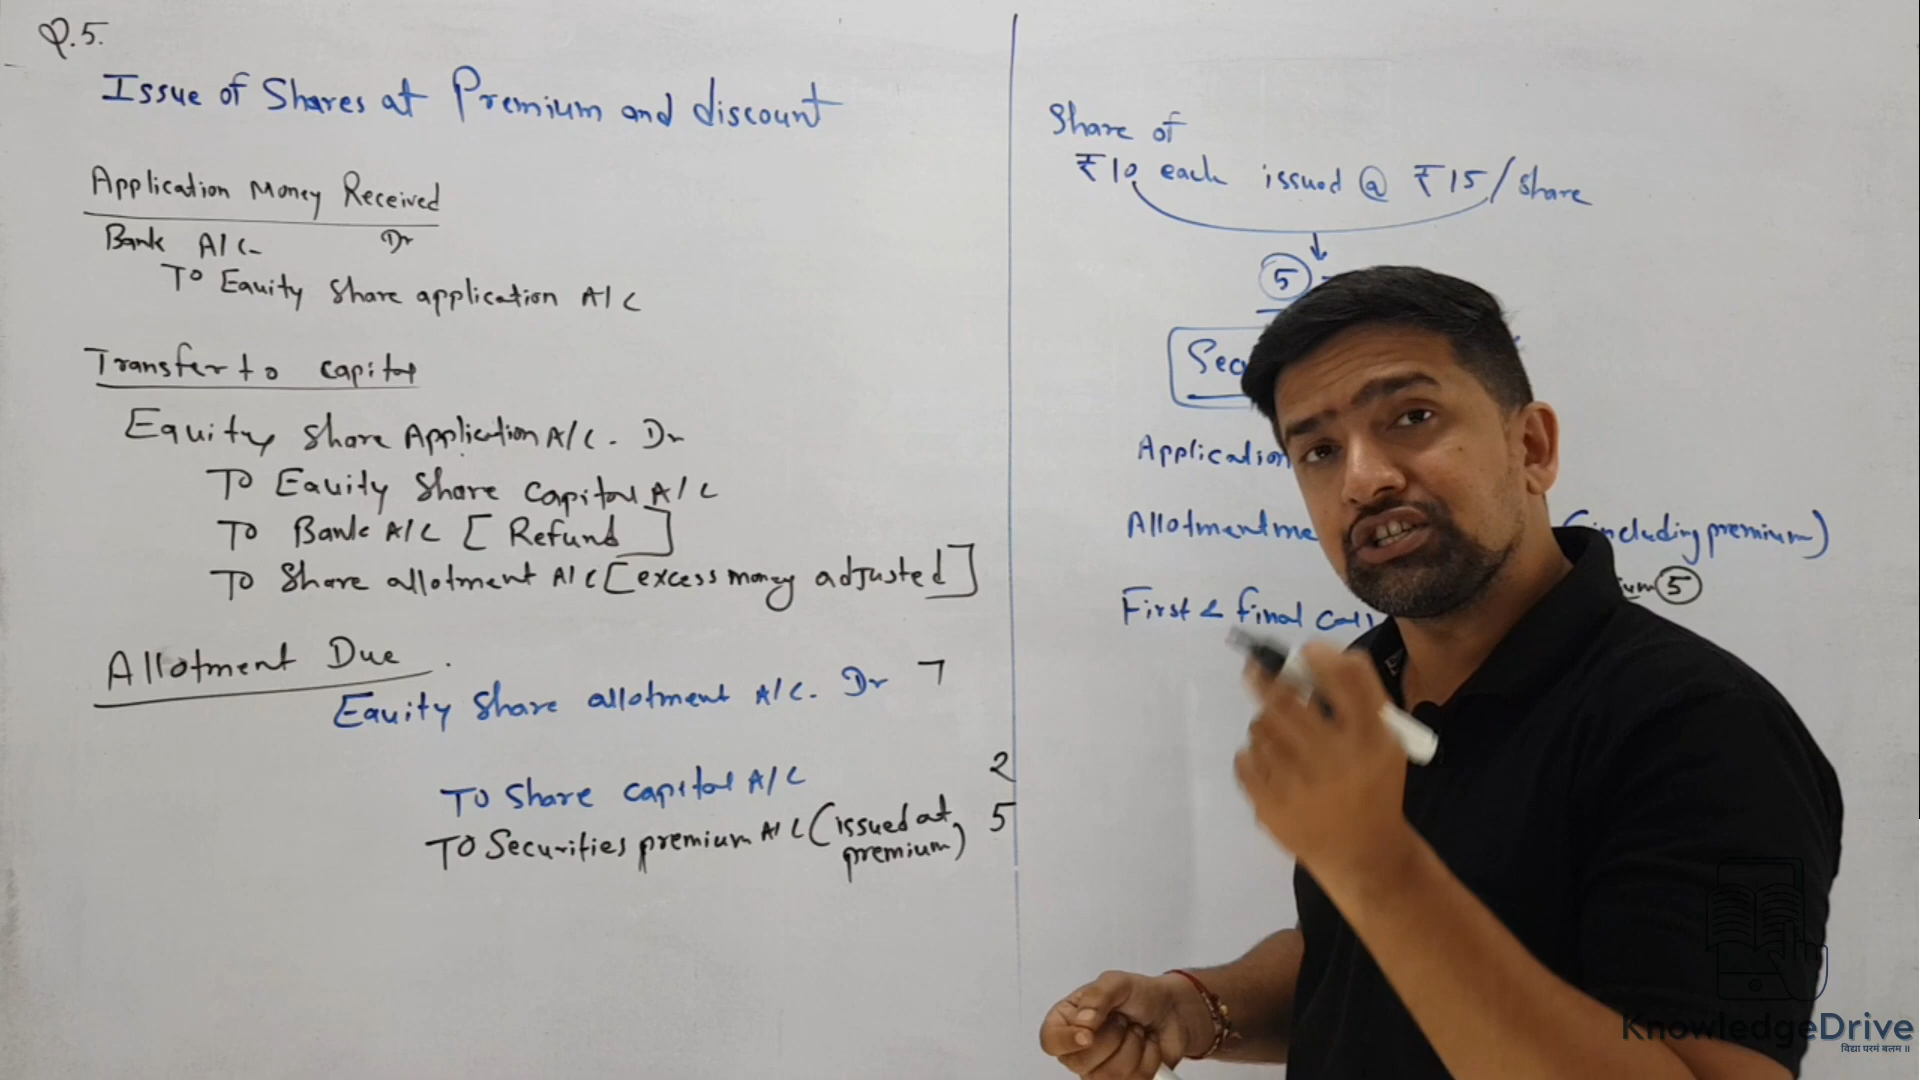 Q.5.
Issue of Shares at Premium and discount
Application Money Received
Bank A/C Dr
To Equity Share application A/C
Transfer to capital
Equity Share Application A/C. Dr
To Equity Share Capital A/C
To Bank A/C [Refund]
To Share allotment A/C [excess money adjusted]
Allotment Due
Equity Share allotment A/C. Dr 7
To Share capital A/C 2
To Securities premium A/C (issued at premium) 5
Share of
₹10 each issued @ ₹15/share
5
Application
(including premium)
5
First & final call
KnowledgeDrive
विद्या परमं बलम ॥